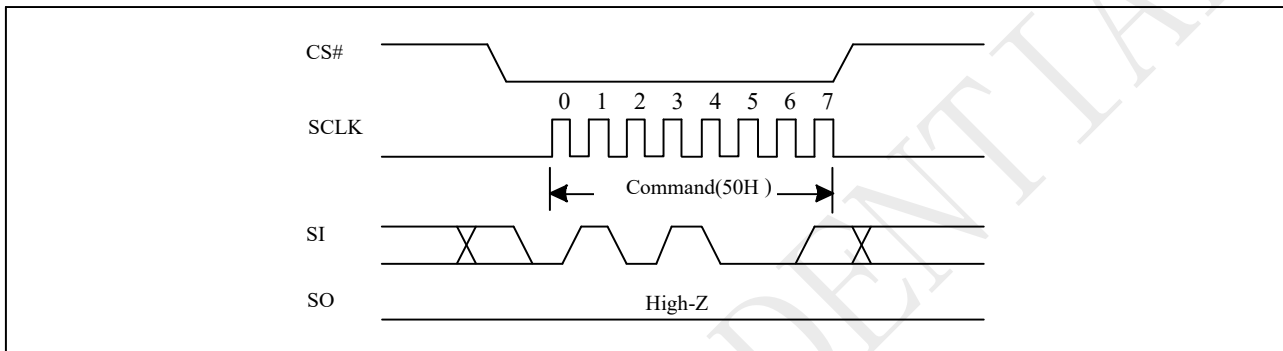 CS#
0 1 2 3 4 5 6 7
SCLK
Command(50H )
SI
SO
High-Z